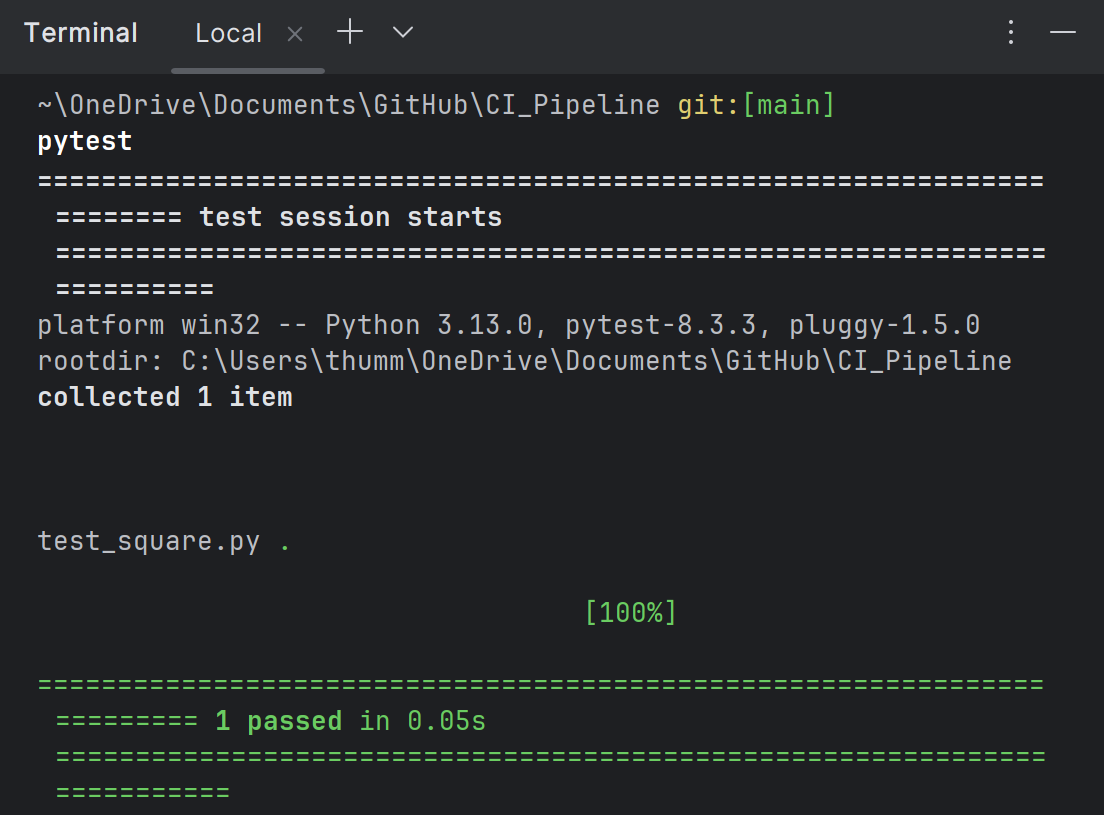 Terminal Local
~\OneDrive\Documents\GitHub\CI_Pipeline git:[main]
pytest
===============================================================
======== test session starts
==============================================================
==========
platform win32 -- Python 3.13.0, pytest-8.3.3, pluggy-1.5.0
rootdir: C:\Users\thumm\OneDrive\Documents\GitHub\CI_Pipeline
collected 1 item
test_square.py .
[100%]
===============================================================
========= 1 passed in 0.05s
==============================================================
===========